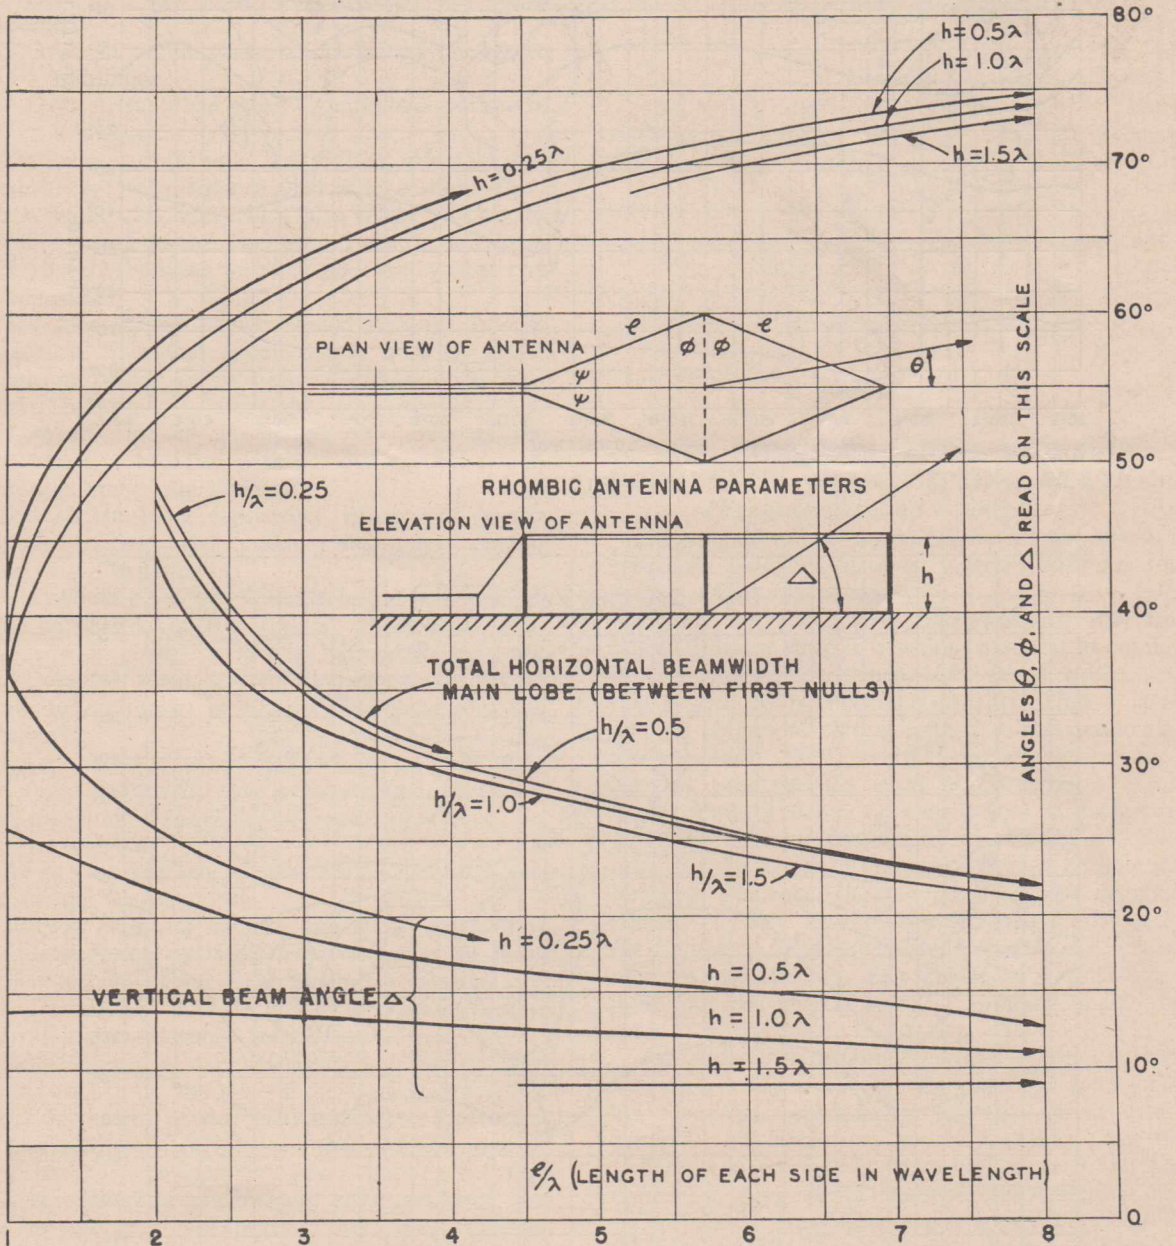 80°
h=0.5λ
h=1.0λ
h=0.25λ
h=1.5λ
70°
60°
PLAN VIEW OF ANTENNA
ℓ
ℓ
ϕ ϕ
ψ
ψ
θ
50°
h/λ=0.25
RHOMBIC ANTENNA PARAMETERS
ELEVATION VIEW OF ANTENNA
△
h
40°
ANGLES θ, ϕ, AND △ READ ON THIS SCALE
TOTAL HORIZONTAL BEAMWIDTH
MAIN LOBE (BETWEEN FIRST NULLS)
h/λ=0.5
30°
h/λ=1.0
h/λ=1.5
20°
h=0.25λ
h=0.5λ
VERTICAL BEAM ANGLE △
h=1.0λ
h=1.5λ
10°
ℓ/λ (LENGTH OF EACH SIDE IN WAVELENGTH)
0
1 2 3 4 5 6 7 8